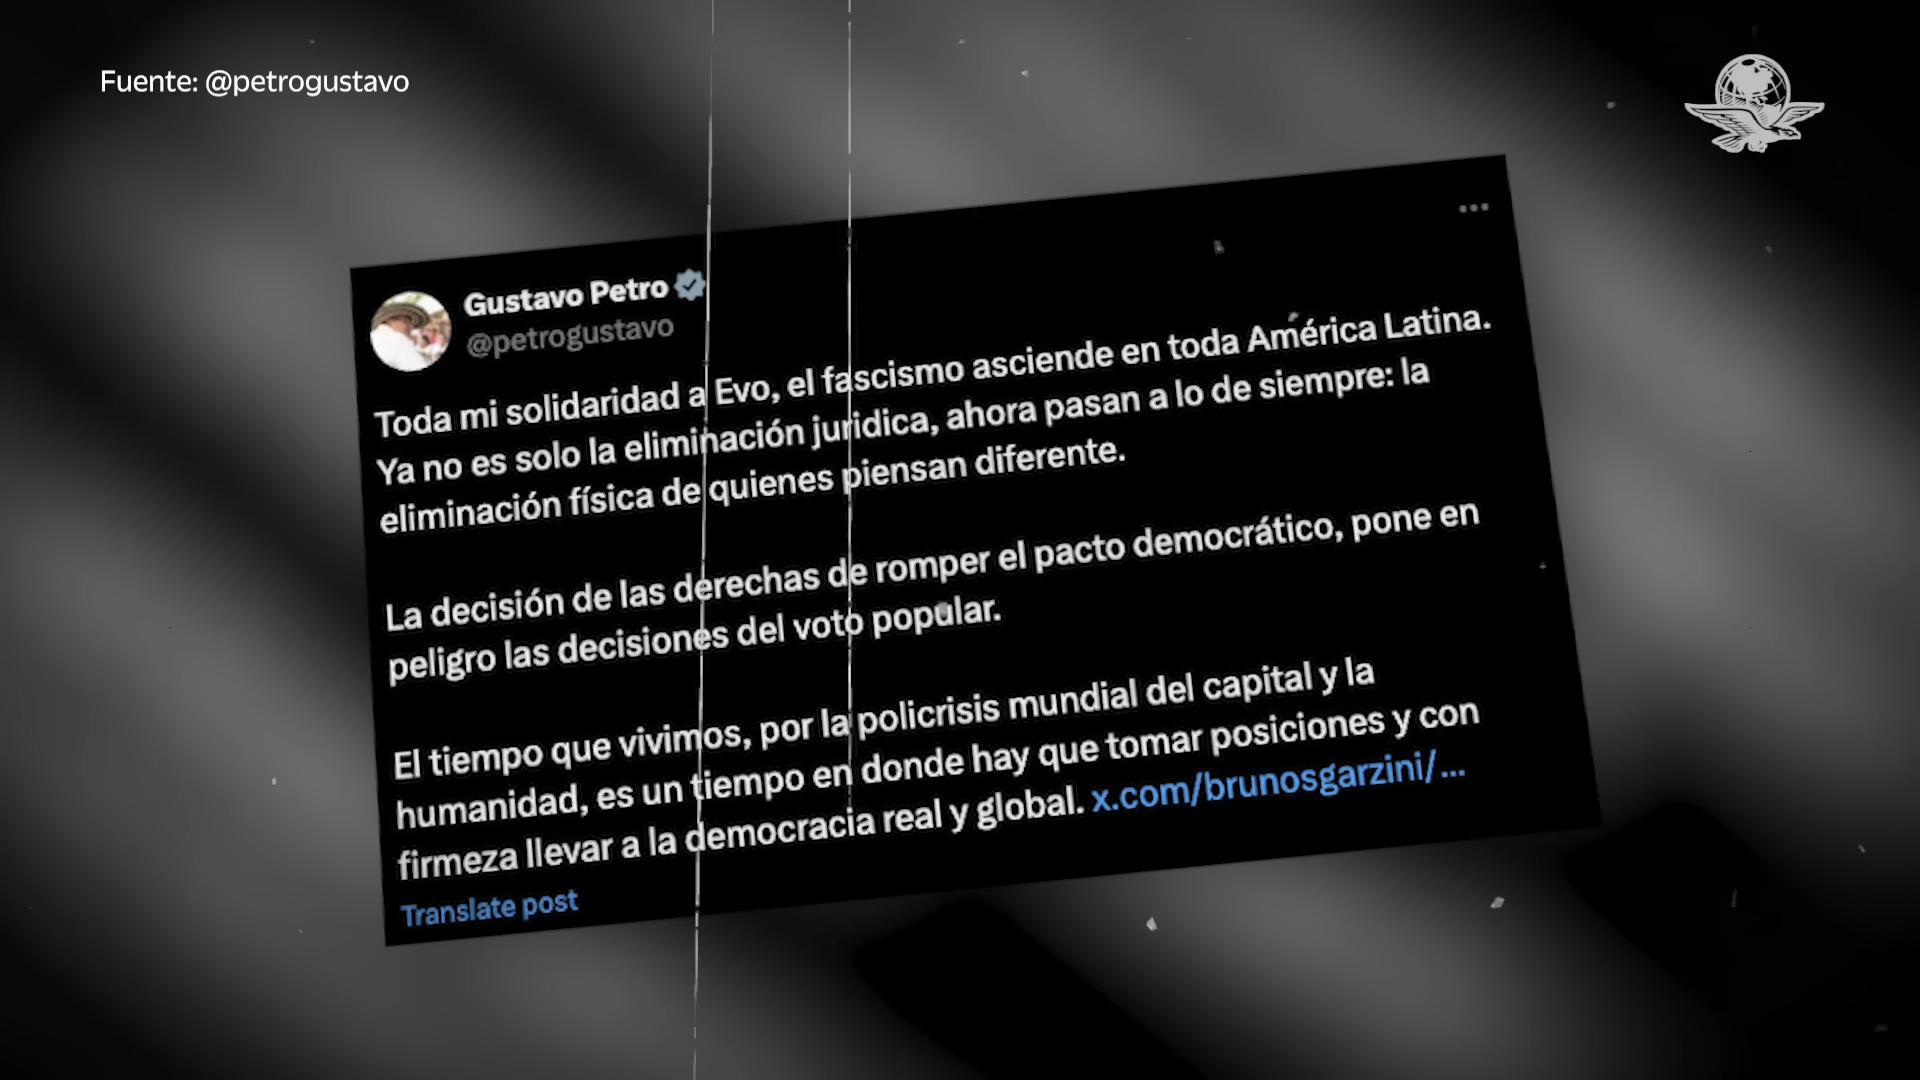 Fuente: @petrogustavo
Gustavo Petro
@petrogustavo
Toda mi solidaridad a Evo, el fascismo asciende en toda América Latina.
Ya no es solo la eliminación juridica, ahora pasan a lo de siempre: la
eliminación física de quienes piensan diferente.
La decisión de las derechas de romper el pacto democrático, pone en
peligro las decisiones del voto popular.
El tiempo que vivimos, por la policrisis mundial del capital y la
humanidad, es un tiempo en donde hay que tomar posiciones y con
firmeza llevar a la democracia real y global. x.com/brunosgarzini/...
Translate post